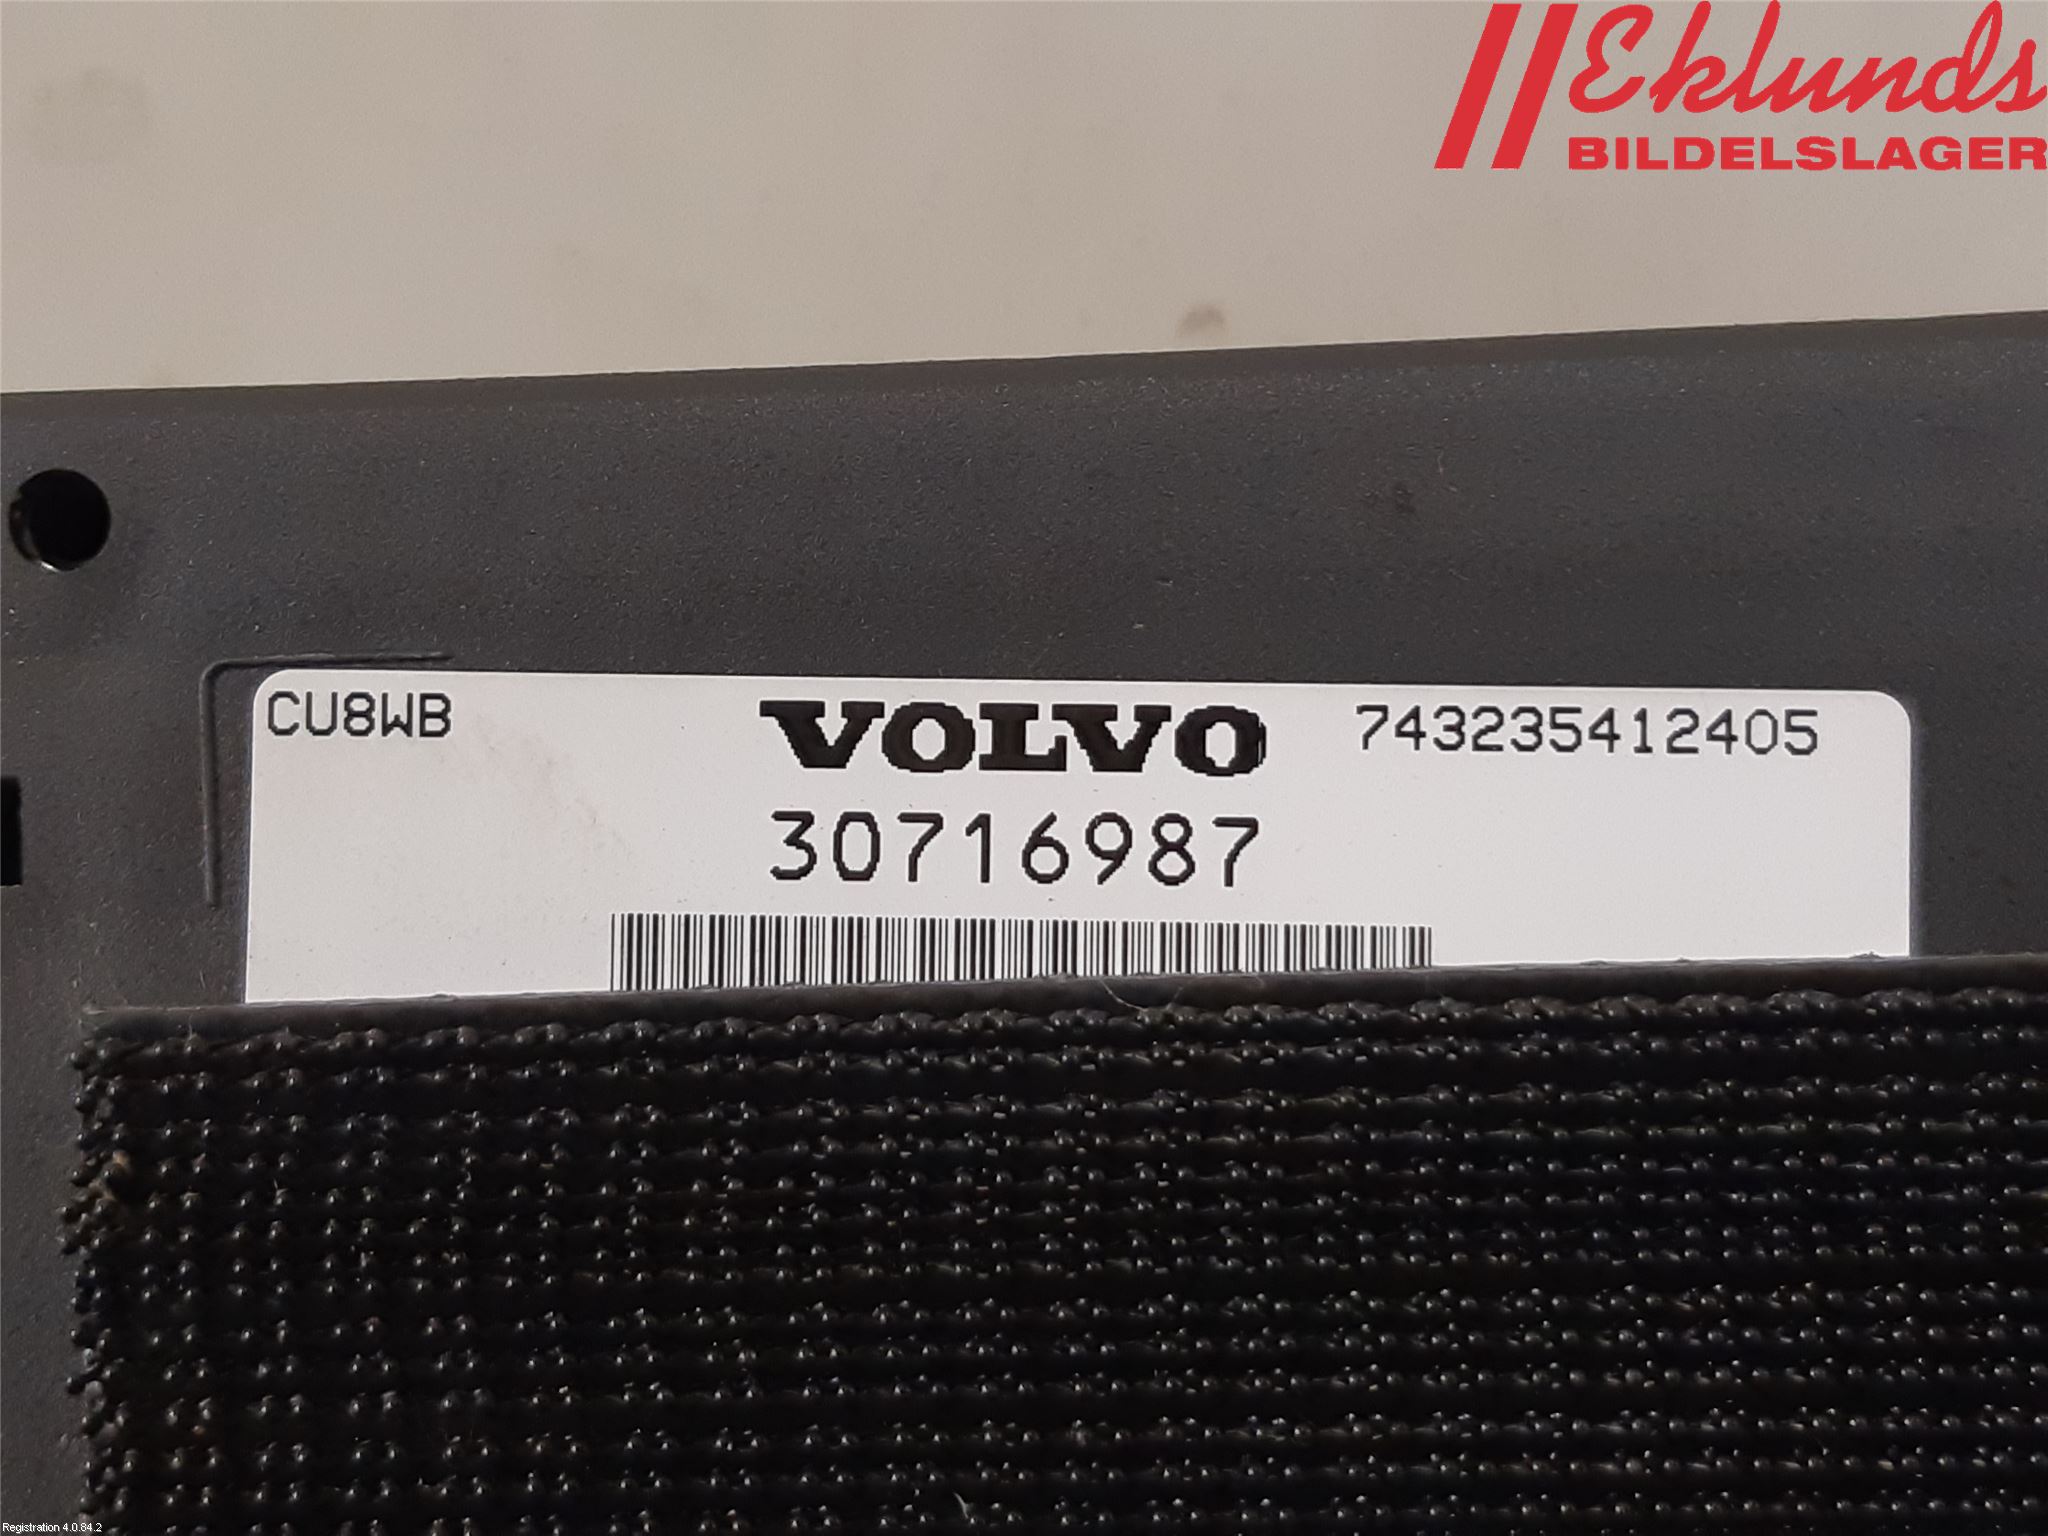 Eklunds
BILDELSLAGER
CU8WB VOLVO 743235412405
30716987
Registration 4.0.84.2